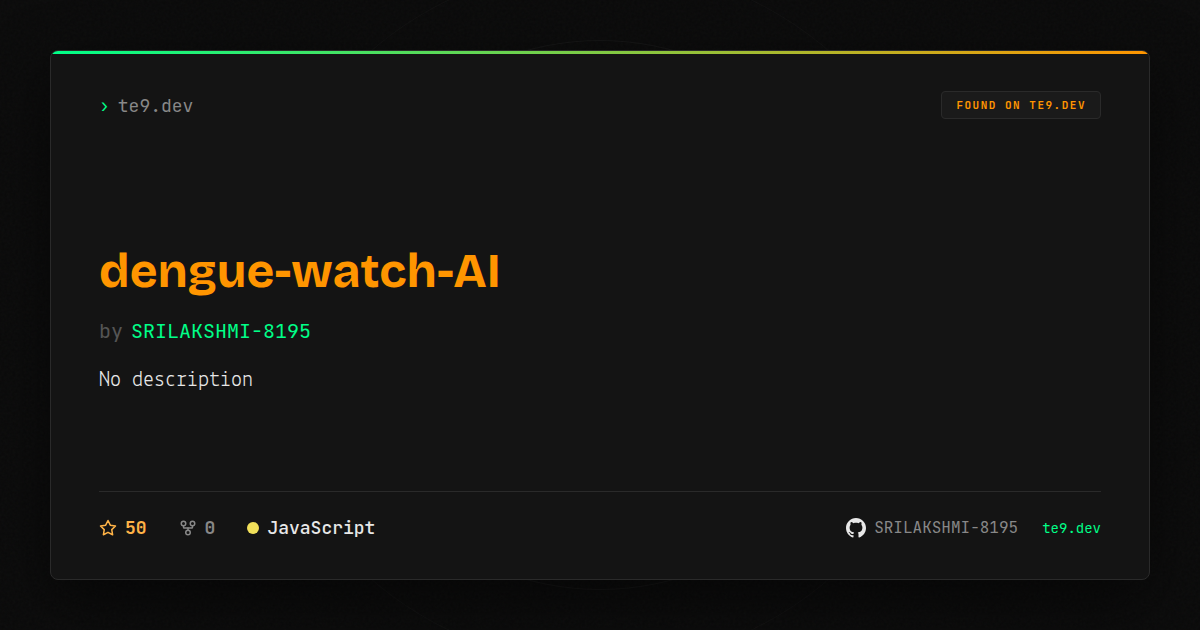 › te9.dev
FOUND ON TE9.DEV
dengue-watch-AI
by SRILAKSHMI-8195
No description
50 0 JavaScript
SRILAKSHMI-8195 te9.dev